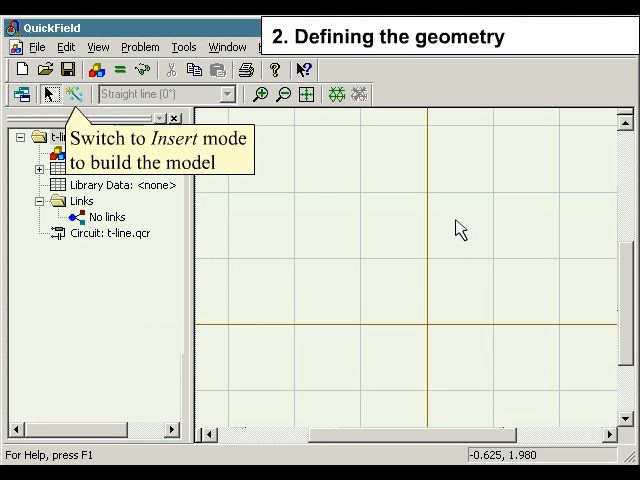 QuickField
2. Defining the geometry
File Edit View Problem Tools Window
Straight line (0°)
t-li
Switch to Insert mode
to build the model
Library Data: <none>
Links
No links
Circuit: t-line.qcr
For Help, press F1
-0.625, 1.980